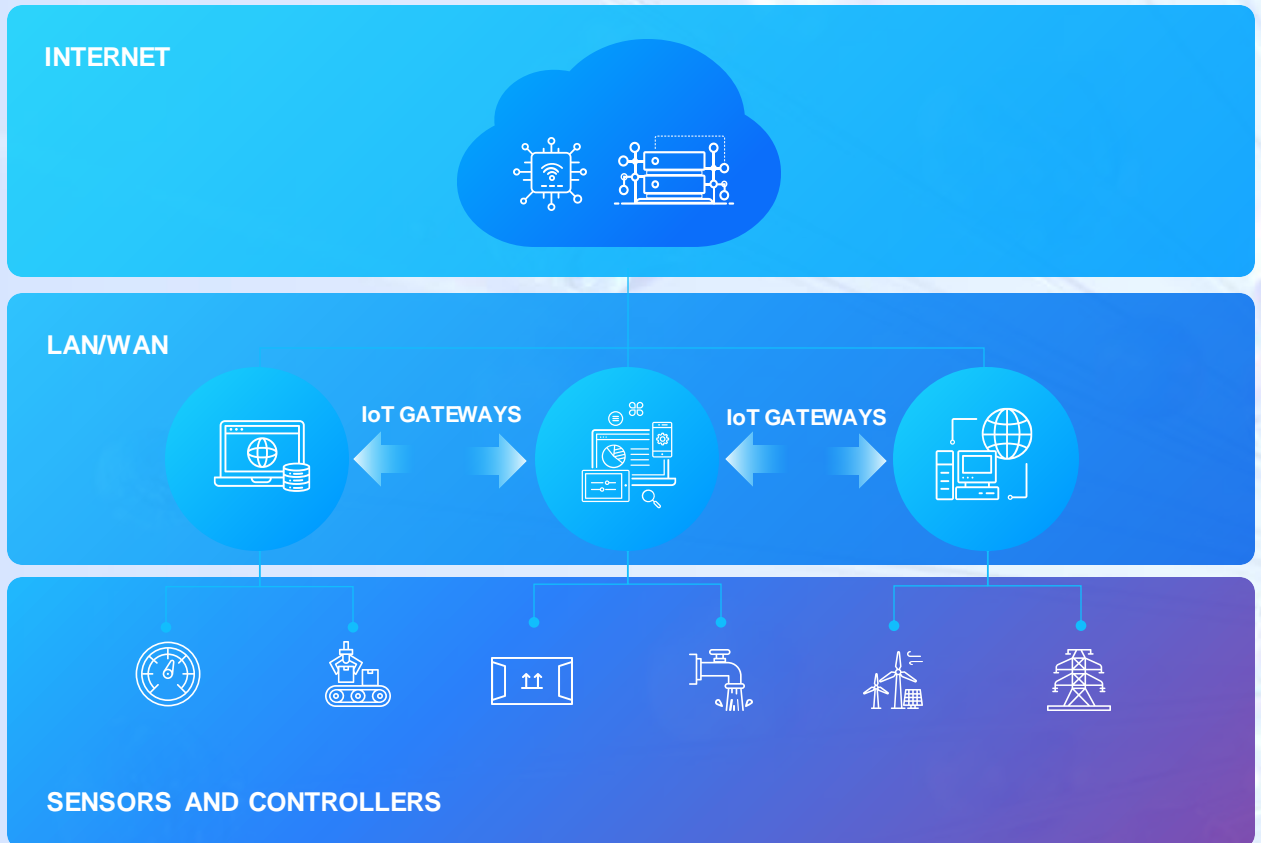 INTERNET
LAN/WAN
IoT GATEWAYS
IoT GATEWAYS
SENSORS AND CONTROLLERS